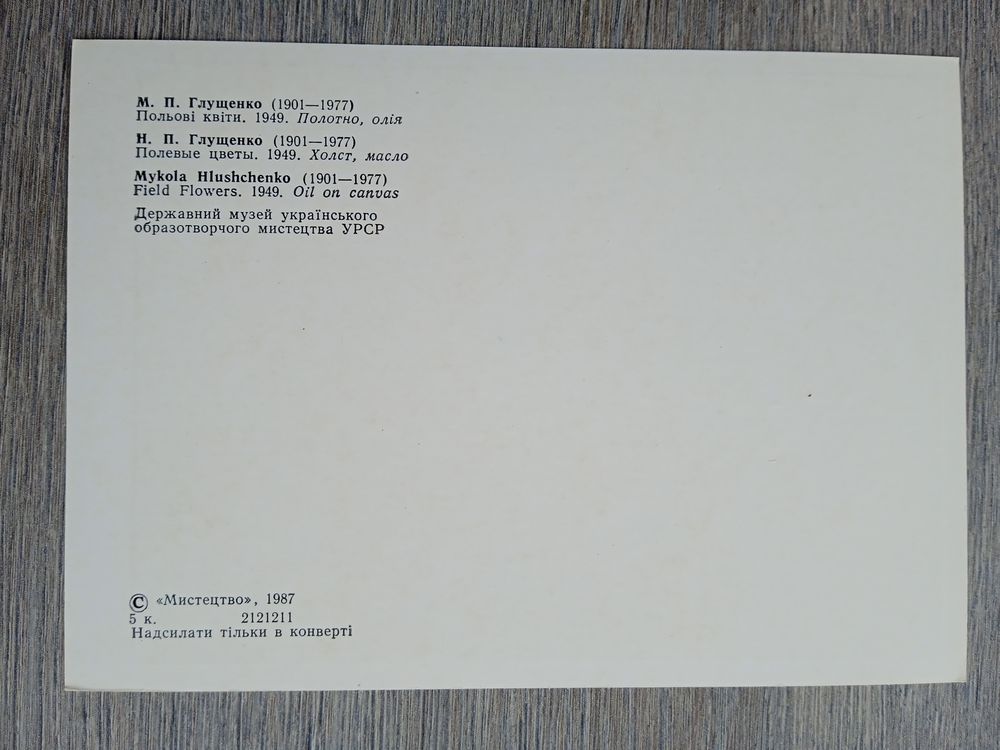 М. П. Глущенко (1901—1977)
Польові квіти. 1949. Полотно, олія
Н. П. Глущенко (1901—1977)
Полевые цветы. 1949. Холст, масло
Mykola Hlushchenko (1901—1977)
Field Flowers. 1949. Oil on canvas
Державний музей українського
образотворчого мистецтва УРСР
© «Мистецтво», 1987
5 к. 2121211
Надсилати тільки в конверті